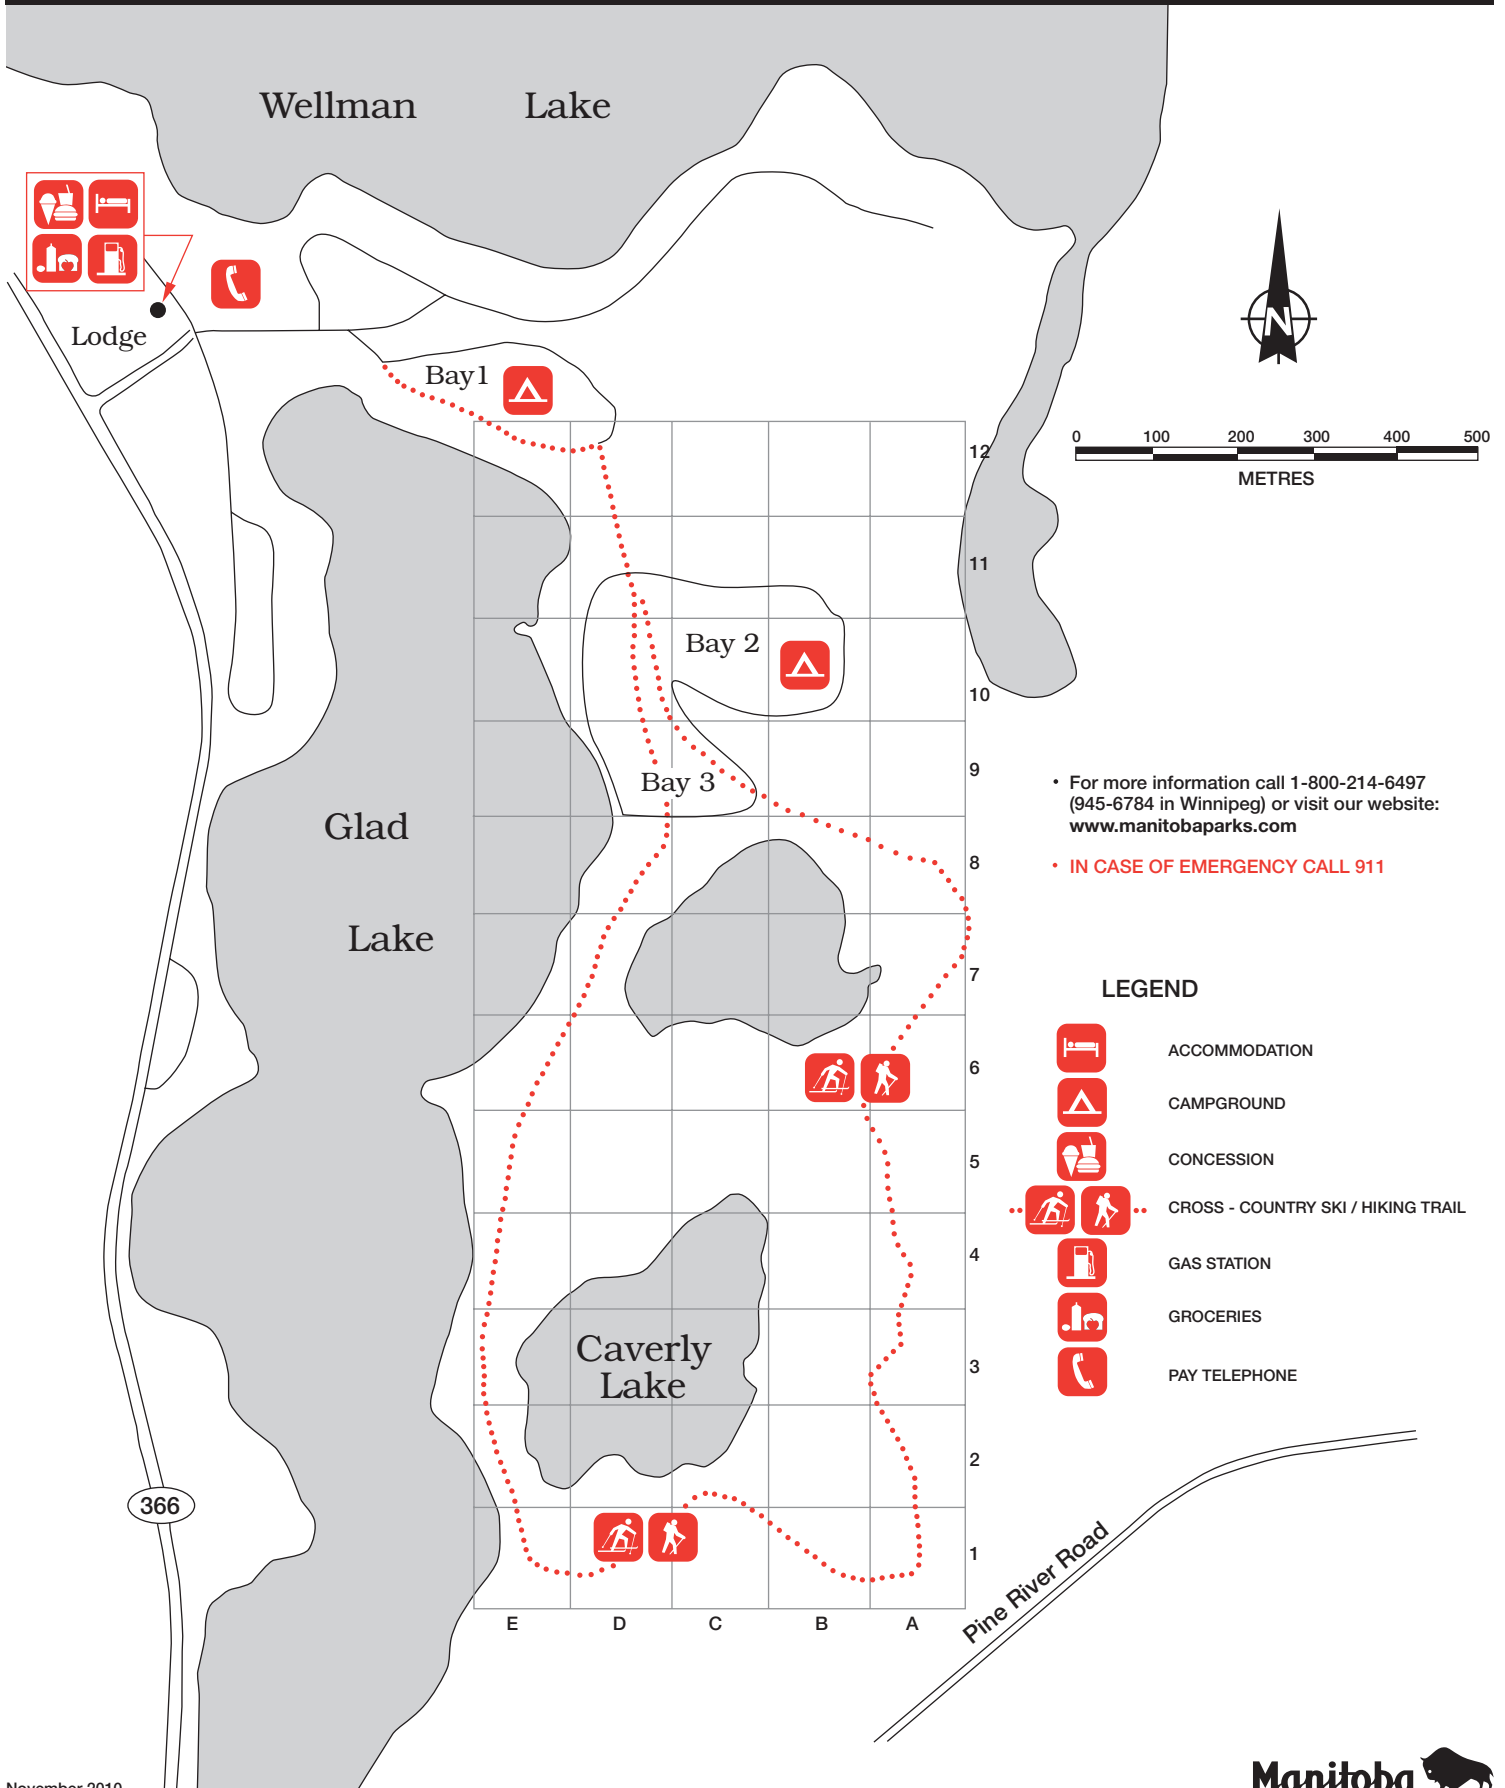 Wellman Lake
Lodge
Bay1
N
0 100 200 300 400 500
METRES
12
11
Bay 2
10
9
Bay 3
• For more information call 1-800-214-6497
(945-6784 in Winnipeg) or visit our website:
www.manitobaparks.com
• IN CASE OF EMERGENCY CALL 911
Glad
Lake
8
7
6
5
4
3
2
1
LEGEND
ACCOMMODATION
CAMPGROUND
CONCESSION
CROSS - COUNTRY SKI / HIKING TRAIL
GAS STATION
GROCERIES
PAY TELEPHONE
Caverly
Lake
366
E D C B A
Pine River Road
November 2010
Manitoba